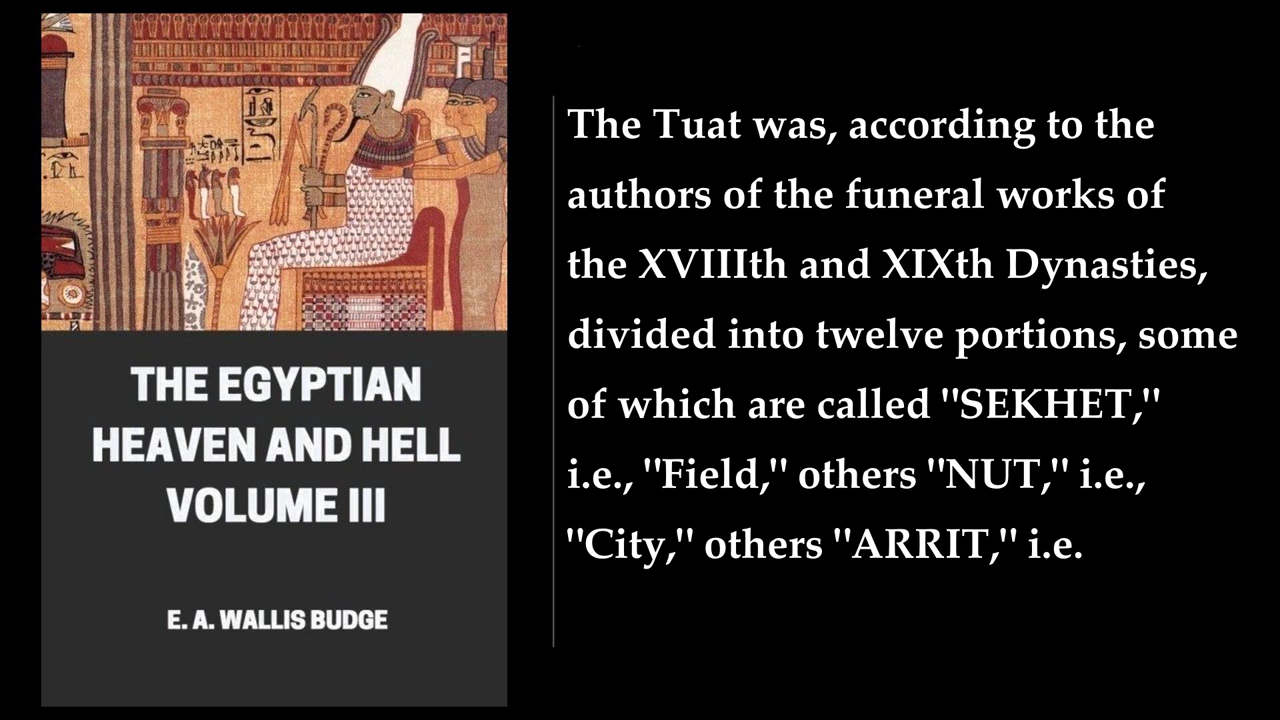 THE EGYPTIAN
HEAVEN AND HELL
VOLUME III
E. A. WALLIS BUDGE
The Tuat was, according to the
authors of the funeral works of
the XVIIIth and XIXth Dynasties,
divided into twelve portions, some
of which are called "SEKHET,"
i.e., "Field," others "NUT," i.e.,
"City," others "ARRIT," i.e.